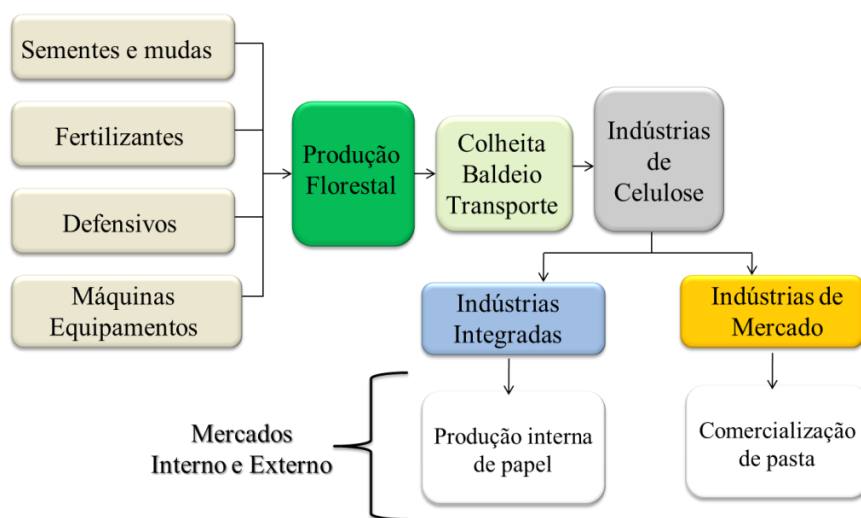 Sementes e mudas
Fertilizantes
Defensivos
Máquinas
Equipamentos
Produção
Florestal
Colheita
Baldeio
Transporte
Indústrias
de
Celulose
Indústrias
Integradas
Indústrias de
Mercado
Mercados
Interno e Externo
Produção interna
de papel
Comercialização
de pasta